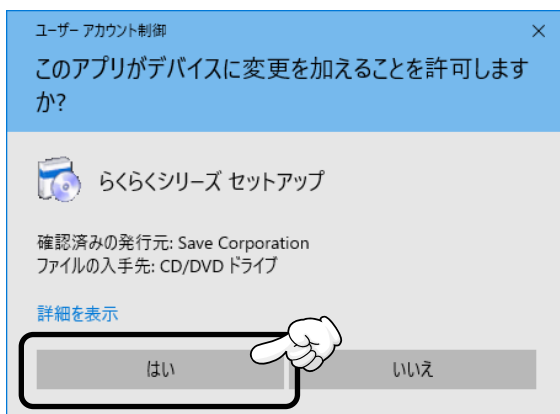 ユーザー アカウント制御
このアプリがデバイスに変更を加えることを許可します
か?
らくらくシリーズ セットアップ
確認済みの発行元: Save Corporation
ファイルの入手先: CD/DVD ドライブ
詳細を表示
はい
いいえ